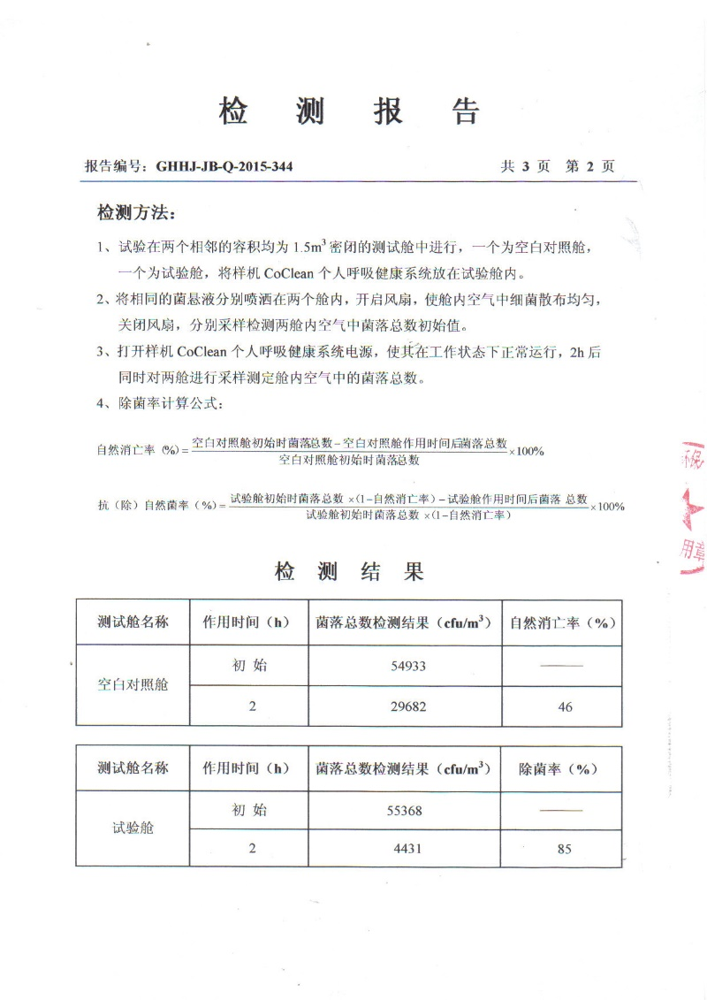 检 测 报 告
报告编号：GHHJ-JB-Q-2015-344 共 3 页 第 2 页
检测方法：
1、试验在两个相邻的容积均为 1.5m³密闭的测试舱中进行，一个为空白对照舱，
一个为试验舱，将样机 CoClean 个人呼吸健康系统放在试验舱内。
2、将相同的菌悬液分别喷洒在两个舱内，开启风扇，使舱内空气中细菌散布均匀，
关闭风扇，分别采样检测两舱内空气中菌落总数初始值。
3、打开样机 CoClean 个人呼吸健康系统电源，使其在工作状态下正常运行，2h 后
同时对两舱进行采样测定舱内空气中的菌落总数。
4、除菌率计算公式：
自然消亡率（%）= 空白对照舱初始时菌落总数－空白对照舱作用时间后菌落总数 ×100%
空白对照舱初始时菌落总数
抗（除）自然菌率（%）= 试验舱初始时菌落总数 ×（1－自然消亡率）－试验舱作用时间后菌落 总数 ×100%
试验舱初始时菌落总数 ×（1－自然消亡率）
环保
用章
检 测 结 果
测试舱名称 作用时间（h） 菌落总数检测结果（cfu/m³） 自然消亡率（%）
空白对照舱 初 始 54933 ——
2 29682 46
测试舱名称 作用时间（h） 菌落总数检测结果（cfu/m³） 除菌率（%）
试验舱 初 始 55368 ——
2 4431 85